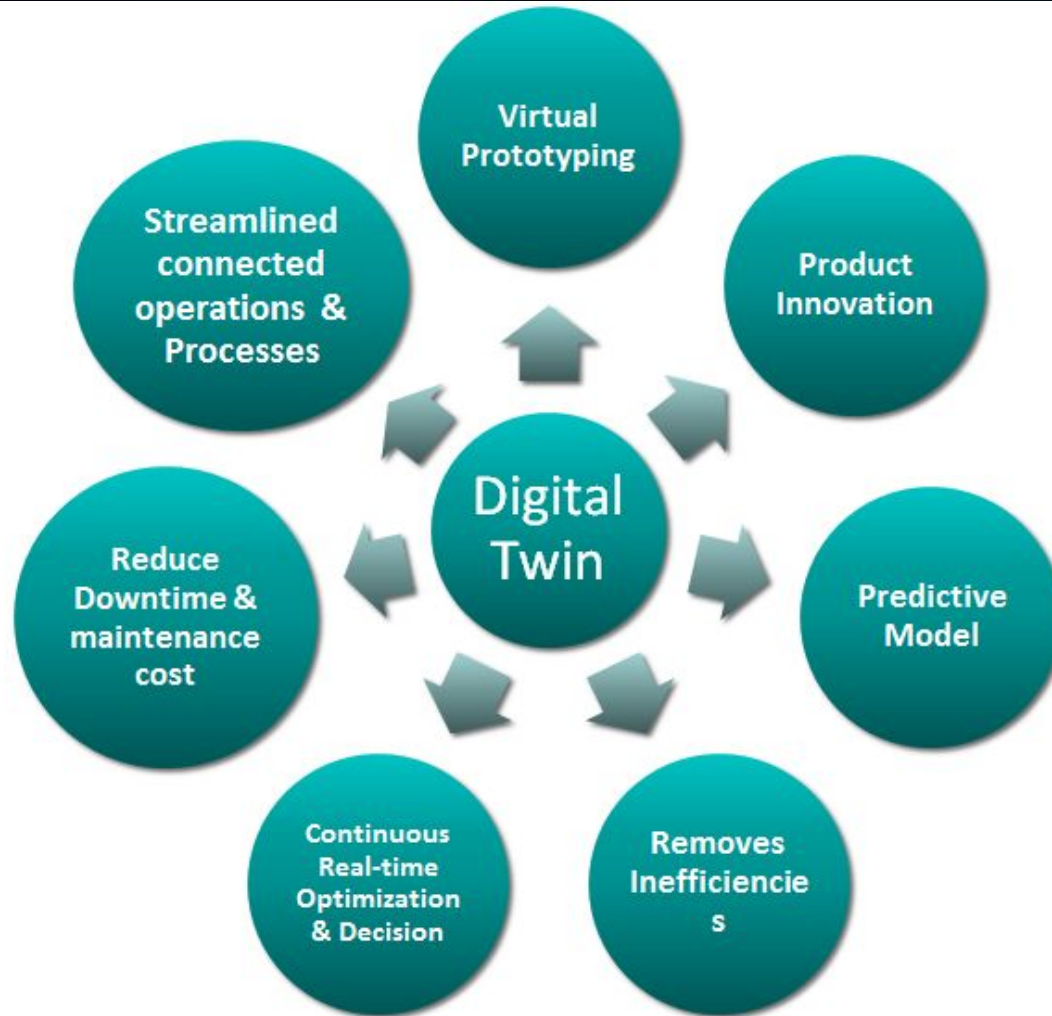 Virtual
Prototyping
Product
Innovation
Predictive
Model
Removes
Inefficiencie
s
Continuous
Real-time
Optimization
& Decision
Reduce
Downtime &
maintenance
cost
Streamlined
connected
operations &
Processes
Digital
Twin